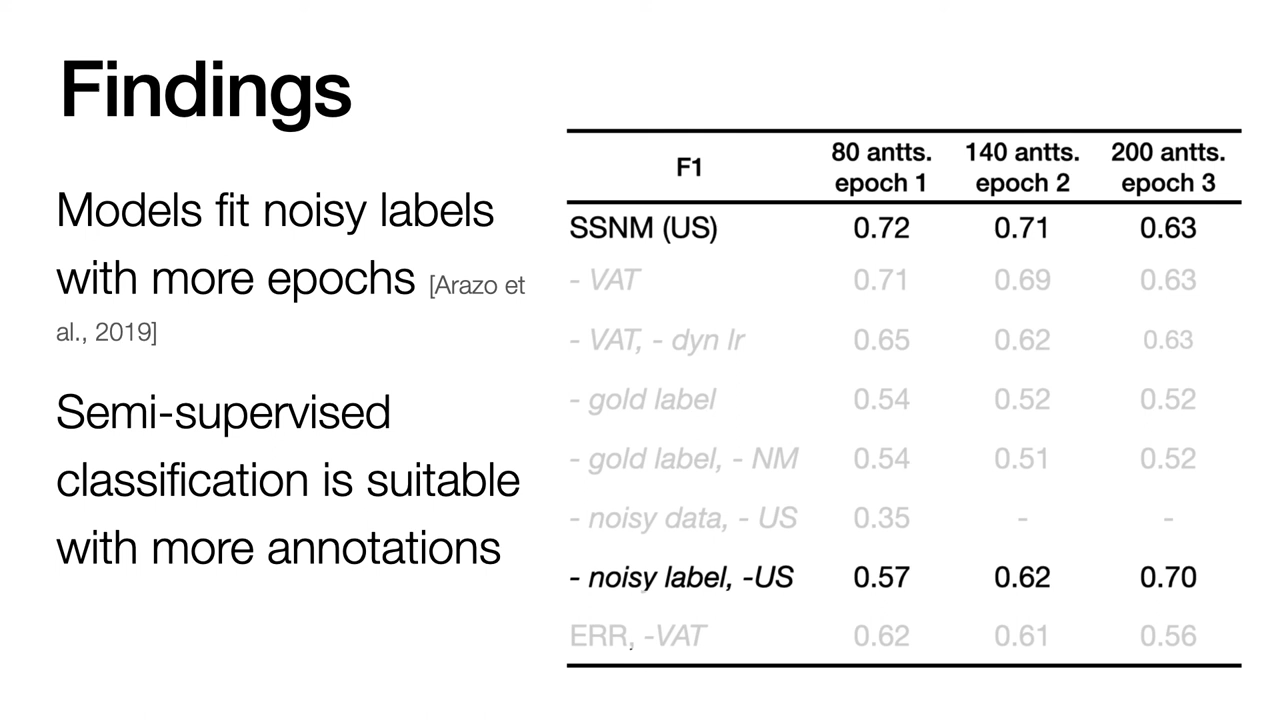 Findings
Models fit noisy labels
with more epochs [Arazo et
al., 2019]
Semi-supervised
classification is suitable
with more annotations
F1 80 antts. epoch 1 140 antts. epoch 2 200 antts. epoch 3
SSNM (US) 0.72 0.71 0.63
- VAT 0.71 0.69 0.63
- VAT, - dyn lr 0.65 0.62 0.63
- gold label 0.54 0.52 0.52
- gold label, - NM 0.54 0.51 0.52
- noisy data, - US 0.35 - -
- noisy label, -US 0.57 0.62 0.70
ERR, -VAT 0.62 0.61 0.56